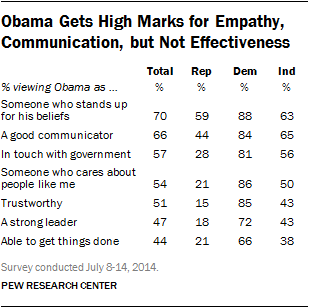 Obama Gets High Marks for Empathy,
Communication, but Not Effectiveness
Total Rep Dem Ind
% viewing Obama as ... % % % %
Someone who stands up
for his beliefs 70 59 88 63
A good communicator 66 44 84 65
In touch with government 57 28 81 56
Someone who cares about
people like me 54 21 86 50
Trustworthy 51 15 85 43
A strong leader 47 18 72 43
Able to get things done 44 21 66 38
Survey conducted July 8-14, 2014.
PEW RESEARCH CENTER